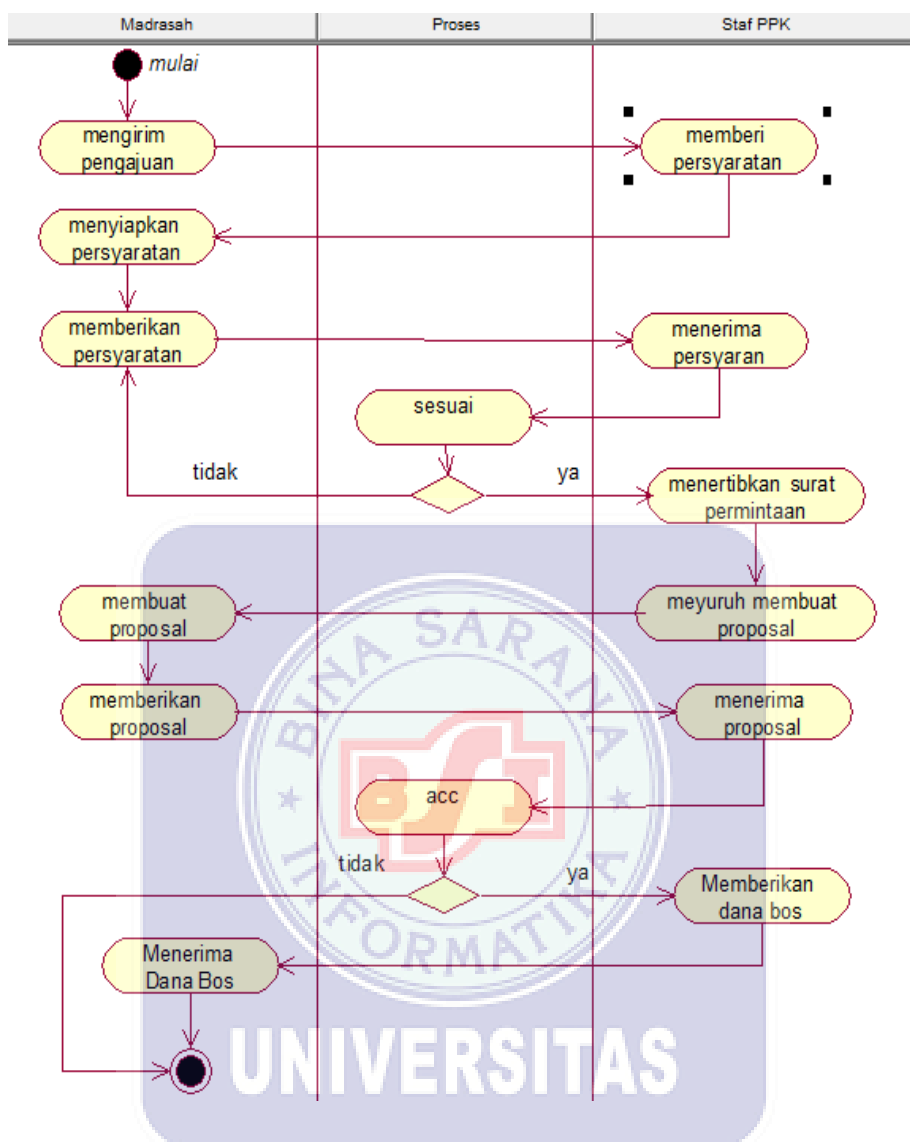 Madrasah
Proses
Staf PPK
mulai
mengirim
pengajuan
memberi
persyaratan
menyiapkan
persyaratan
memberikan
persyaratan
menerima
persyaran
sesuai
tidak
ya
menertibkan surat
permintaan
membuat
proposal
meyuruh membuat
proposal
memberikan
proposal
menerima
proposal
acc
tidak
ya
Memberikan
dana bos
Menerima
Dana Bos
BINA SARANA
INFORMATIKA
BSI
UNIVERSITAS